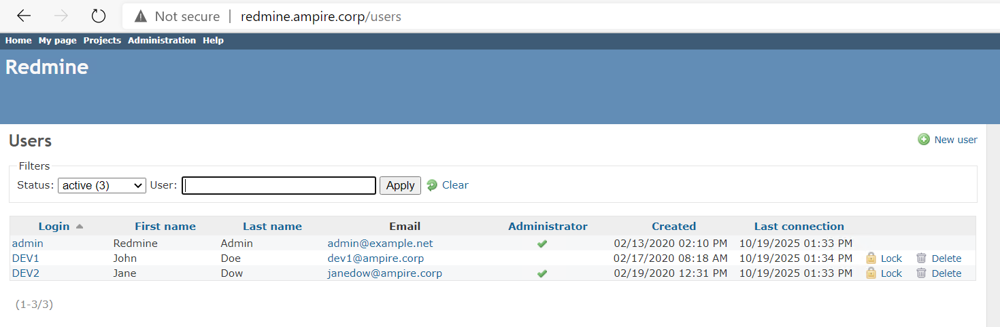 Not secure | redmine.ampire.corp/users
Home My page Projects Administration Help
Redmine
Users
New user
Filters
Status: active (3) User: Apply Clear
Login First name Last name Email Administrator Created Last connection
admin Redmine Admin admin@example.net 02/13/2020 02:10 PM 10/19/2025 01:33 PM
DEV1 John Doe dev1@ampire.corp 02/17/2020 08:18 AM 10/19/2025 01:34 PM Lock Delete
DEV2 Jane Dow janedow@ampire.corp 02/19/2020 12:31 PM 10/19/2025 01:33 PM Lock Delete
(1-3/3)